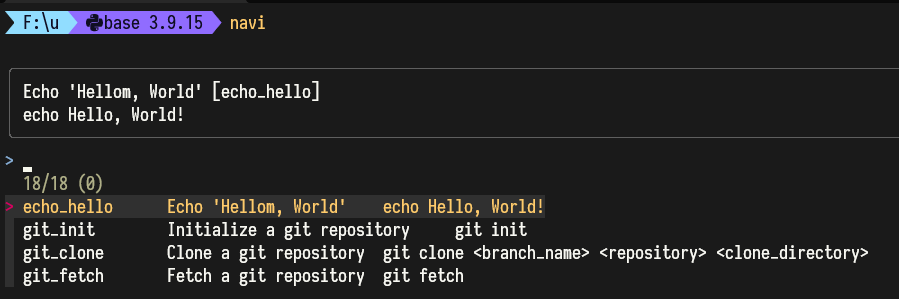 F:\u base 3.9.15 navi
Echo 'Hellom, World' [echo_hello]
echo Hello, World!
>
18/18 (0)
> echo_hello Echo 'Hellom, World' echo Hello, World!
git_init Initialize a git repository git init
git_clone Clone a git repository git clone <branch_name> <repository> <clone_directory>
git_fetch Fetch a git repository git fetch